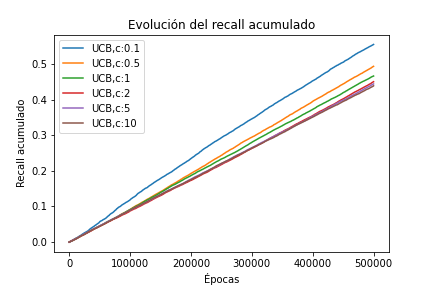 Evolución del recall acumulado
UCB,c:0.1
UCB,c:0.5
UCB,c:1
UCB,c:2
UCB,c:5
UCB,c:10
Recall acumulado
0.5
0.4
0.3
0.2
0.1
0.0
0 100000 200000 300000 400000 500000
Épocas